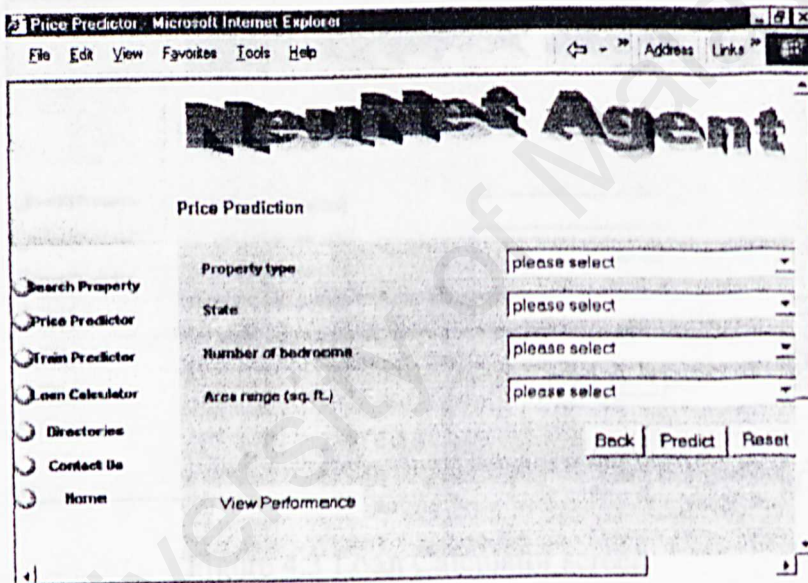 Price Predictor - Microsoft Internet Explorer
File Edit View Favorites Tools Help
Address Links
NeuNet Agent
Price Prediction
Property type please select
State please select
Number of bedrooms please select
Area range (sq. ft.) please select
Back Predict Reset
View Performance
Search Property
Price Predictor
Train Predictor
Loan Calculator
Directories
Contact Us
Home